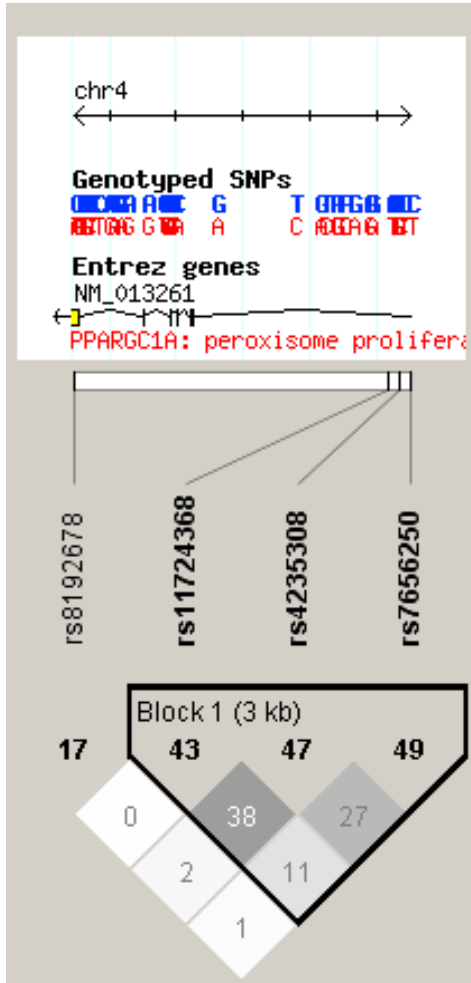 chr4
Genotyped SNPs
G T
A C
Entrez genes
NM_013261
PPARGC1A: peroxisome prolifera
rs8192678 rs11724368 rs4235308 rs7656250
Block 1 (3 kb)
17 43 47 49
0 38 27
2 11
1